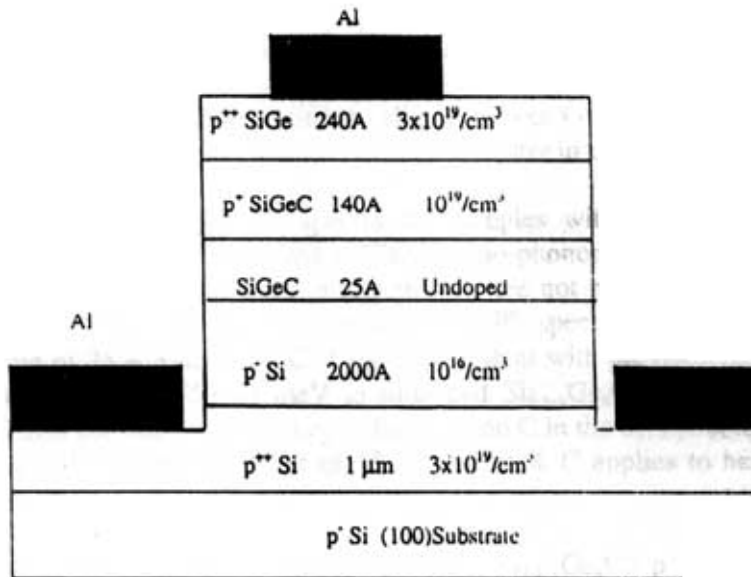 Al
p⁺⁺ SiGe 240A 3x10¹⁹/cm³
p⁺ SiGeC 140A 10¹⁹/cm³
SiGeC 25A Undoped
Al
p⁻ Si 2000A 10¹⁶/cm³
p⁺⁺ Si 1 μm 3x10¹⁹/cm³
p⁻ Si (100)Substrate